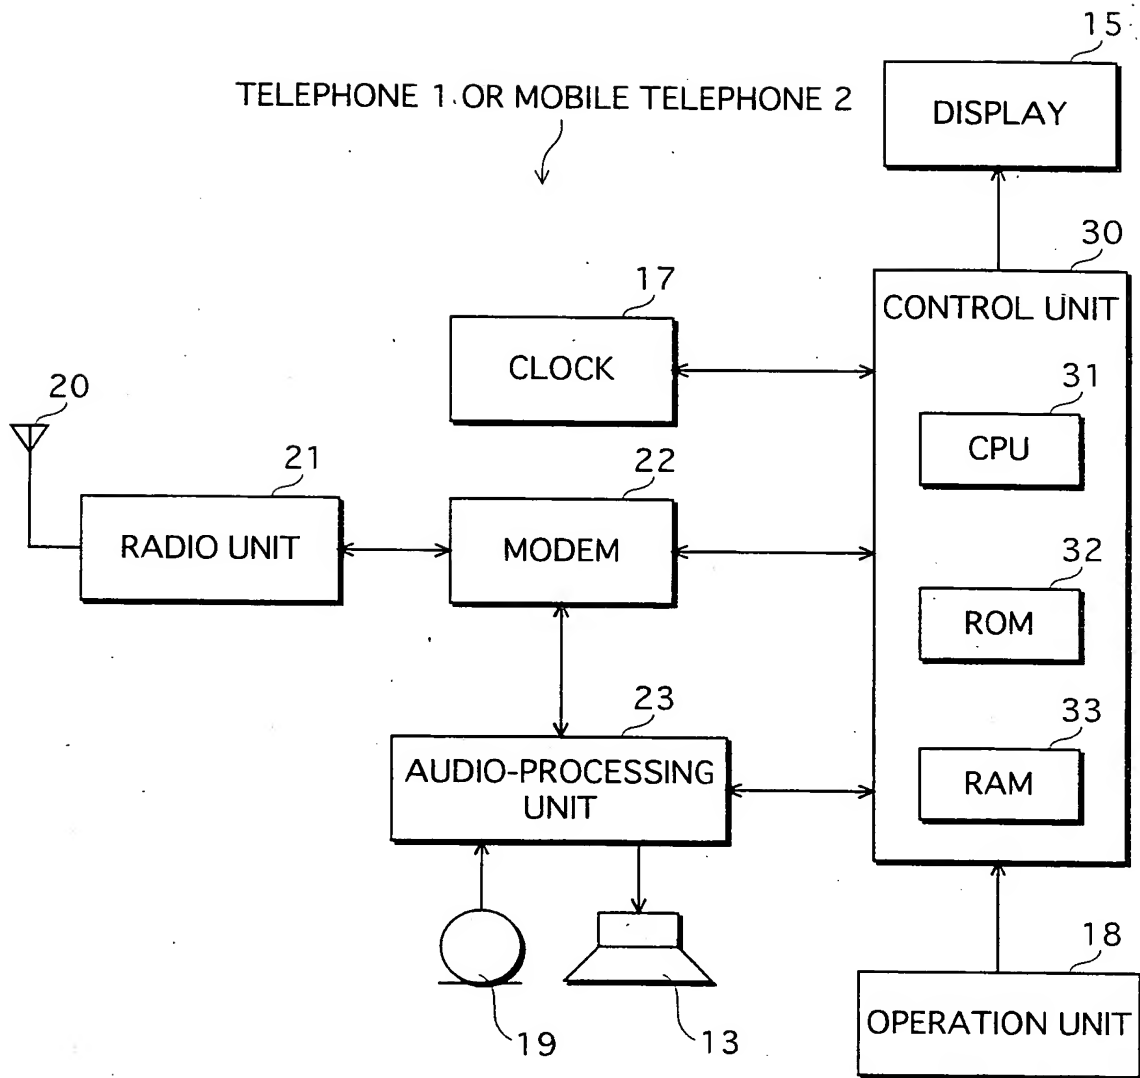 15
TELEPHONE 1 OR MOBILE TELEPHONE 2
DISPLAY
30
17
CONTROL UNIT
CLOCK
31
20
CPU
21
22
RADIO UNIT
MODEM
32
ROM
23
33
AUDIO-PROCESSING
UNIT
RAM
18
19
13
OPERATION UNIT